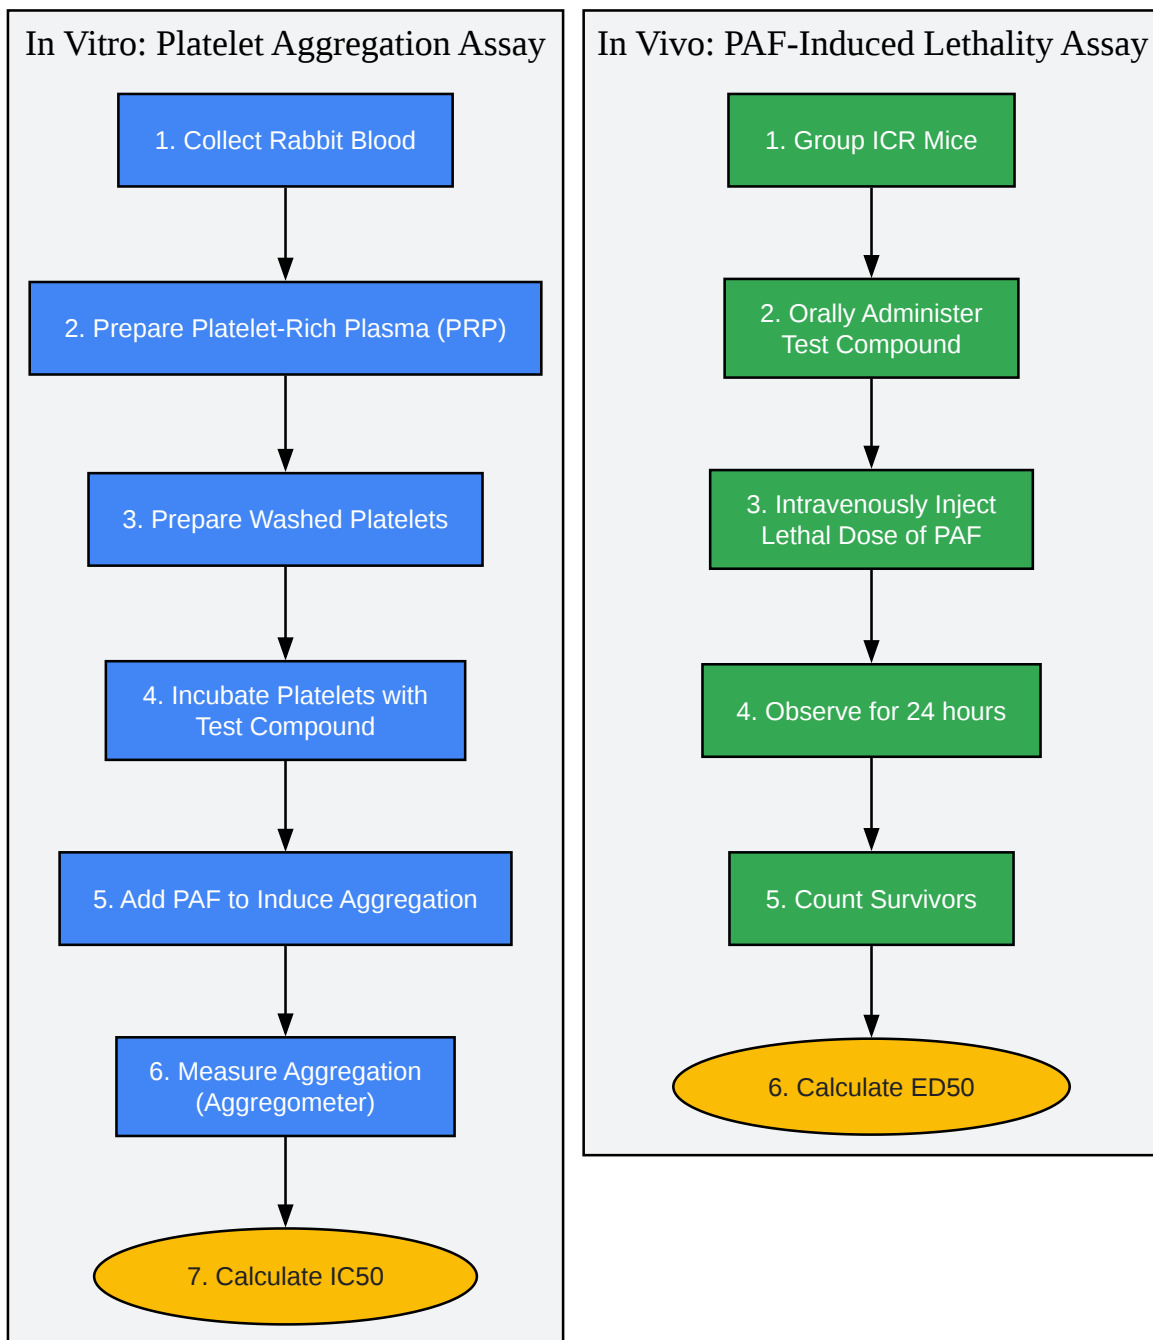 In Vitro: Platelet Aggregation Assay
1. Collect Rabbit Blood
2. Prepare Platelet-Rich Plasma (PRP)
3. Prepare Washed Platelets
4. Incubate Platelets with
Test Compound
5. Add PAF to Induce Aggregation
6. Measure Aggregation
(Aggregometer)
7. Calculate IC50
In Vivo: PAF-Induced Lethality Assay
1. Group ICR Mice
2. Orally Administer
Test Compound
3. Intravenously Inject
Lethal Dose of PAF
4. Observe for 24 hours
5. Count Survivors
6. Calculate ED50